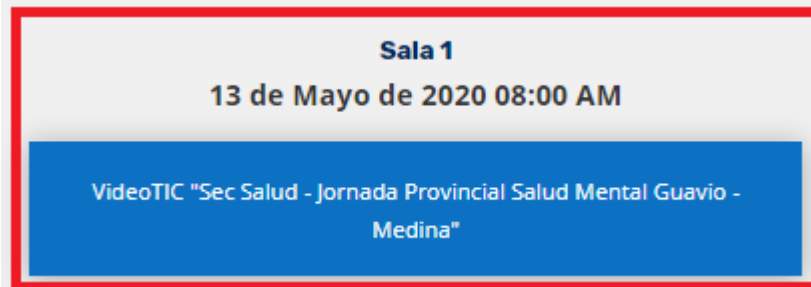 Sala 1
13 de Mayo de 2020 08:00 AM
VideoTIC "Sec Salud - Jornada Provincial Salud Mental Guavio -
Medina"